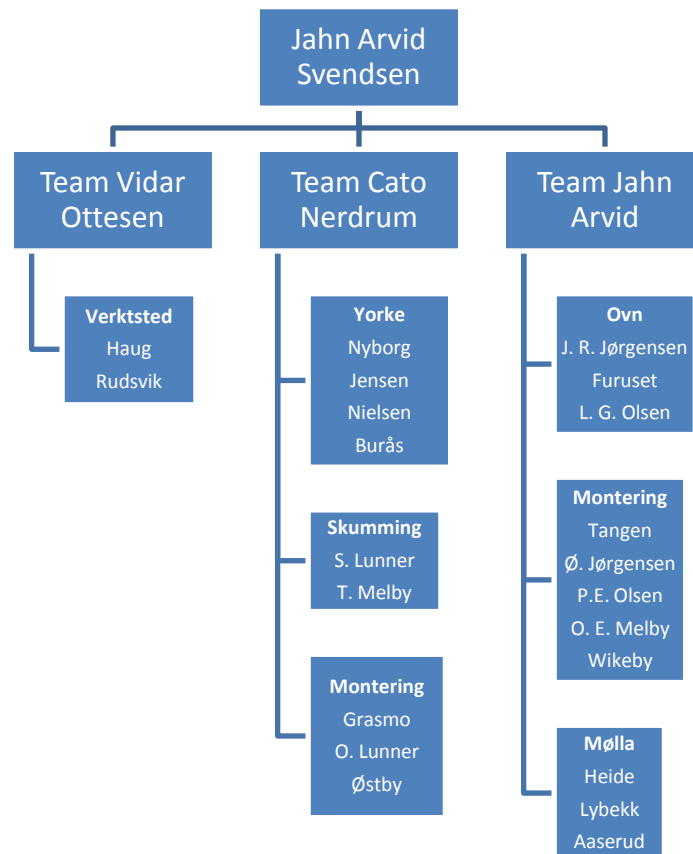 Jahn Arvid
Svendsen
Team Vidar
Ottesen
Verktsted
Haug
Rudsvik
Team Cato
Nerdrum
Yorke
Nyborg
Jensen
Nielsen
Burås
Skumming
S. Lunner
T. Melby
Montering
Grasmo
O. Lunner
Østby
Team Jahn
Arvid
Ovn
J. R. Jørgensen
Furuset
L. G. Olsen
Montering
Tangen
Ø. Jørgensen
P.E. Olsen
O. E. Melby
Wikeby
Mølla
Heide
Lybekk
Aaserud